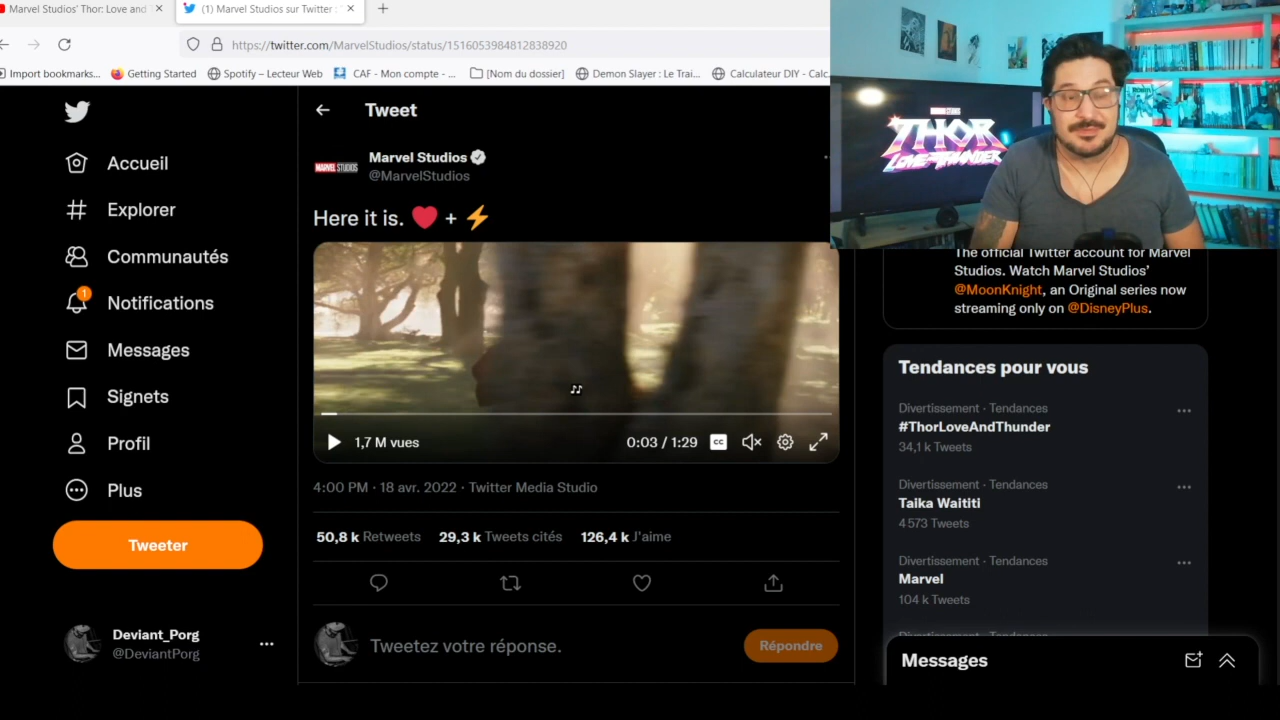 Marvel Studios' Thor: Love and
(1) Marvel Studios sur Twitter :
https://twitter.com/MarvelStudios/status/1516053984812838920
Import bookmarks...
Getting Started
Spotify – Lecteur Web
CAF - Mon compte - ...
[Nom du dossier]
Demon Slayer : Le Trai...
Calculateur DIY - Calc
MARVEL STUDIOS
THOR
LOVE AND THUNDER
Accueil
Explorer
Communautés
1
Notifications
Messages
Signets
Profil
Plus
Tweeter
Deviant_Porg
@DeviantPorg
Tweet
MARVEL STUDIOS
Marvel Studios
@MarvelStudios
Here it is. ❤️ + ⚡
1,7 M vues
0:03 / 1:29
CC
4:00 PM · 18 avr. 2022 · Twitter Media Studio
50,8 k Retweets 29,3 k Tweets cités 126,4 k J'aime
Tweetez votre réponse.
Répondre
The official Twitter account for Marvel
Studios. Watch Marvel Studios'
@MoonKnight, an Original series now
streaming only on @DisneyPlus.
Tendances pour vous
Divertissement · Tendances
#ThorLoveAndThunder
34,1 k Tweets
Divertissement · Tendances
Taika Waititi
4 573 Tweets
Divertissement · Tendances
Marvel
104 k Tweets
Messages